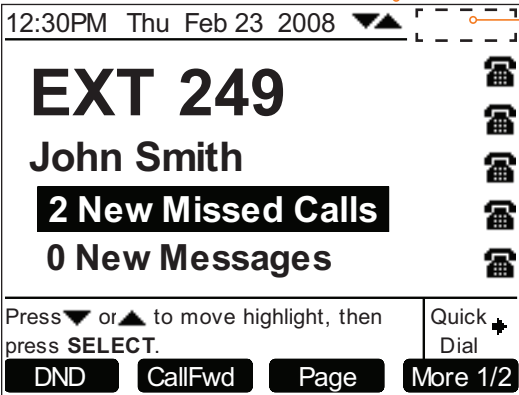 12:30PM Thu Feb 23 2008
EXT 249
John Smith
2 New Missed Calls
0 New Messages
Press▼ or▲ to move highlight, then
press SELECT.
Quick
Dial
DND CallFwd Page More 1/2